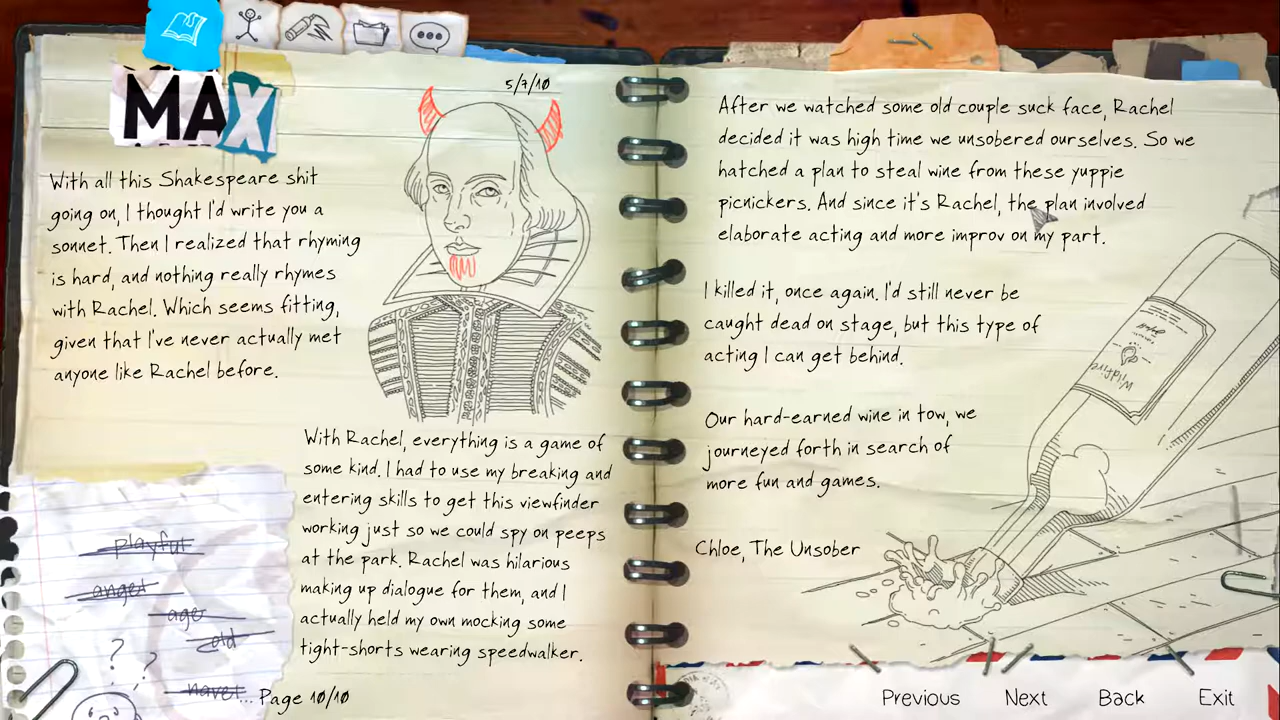 MAX
5/7/10
With all this Shakespeare shit
going on, I thought I'd write you a
sonnet. Then I realized that rhyming
is hard, and nothing really rhymes
with Rachel. Which seems fitting,
given that I've never actually met
anyone like Rachel before.
With Rachel, everything is a game of
some kind. I had to use my breaking and
entering skills to get this viewfinder
working just so we could spy on peeps
at the park. Rachel was hilarious
making up dialogue for them, and I
actually held my own mocking some
tight-shorts wearing speedwalker.
playful
angel
ager
old
navel...
? ?
Page 10/10
After we watched some old couple suck face, Rachel
decided it was high time we unsobered ourselves. So we
hatched a plan to steal wine from these yuppie
picnickers. And since it's Rachel, the plan involved
elaborate acting and more improv on my part.
I killed it, once again. I'd still never be
caught dead on stage, but this type of
acting I can get behind.
Our hard-earned wine in tow, we
journeyed forth in search of
more fun and games.
Chloe, The Unsober
Wildfire
Previous Next Back Exit